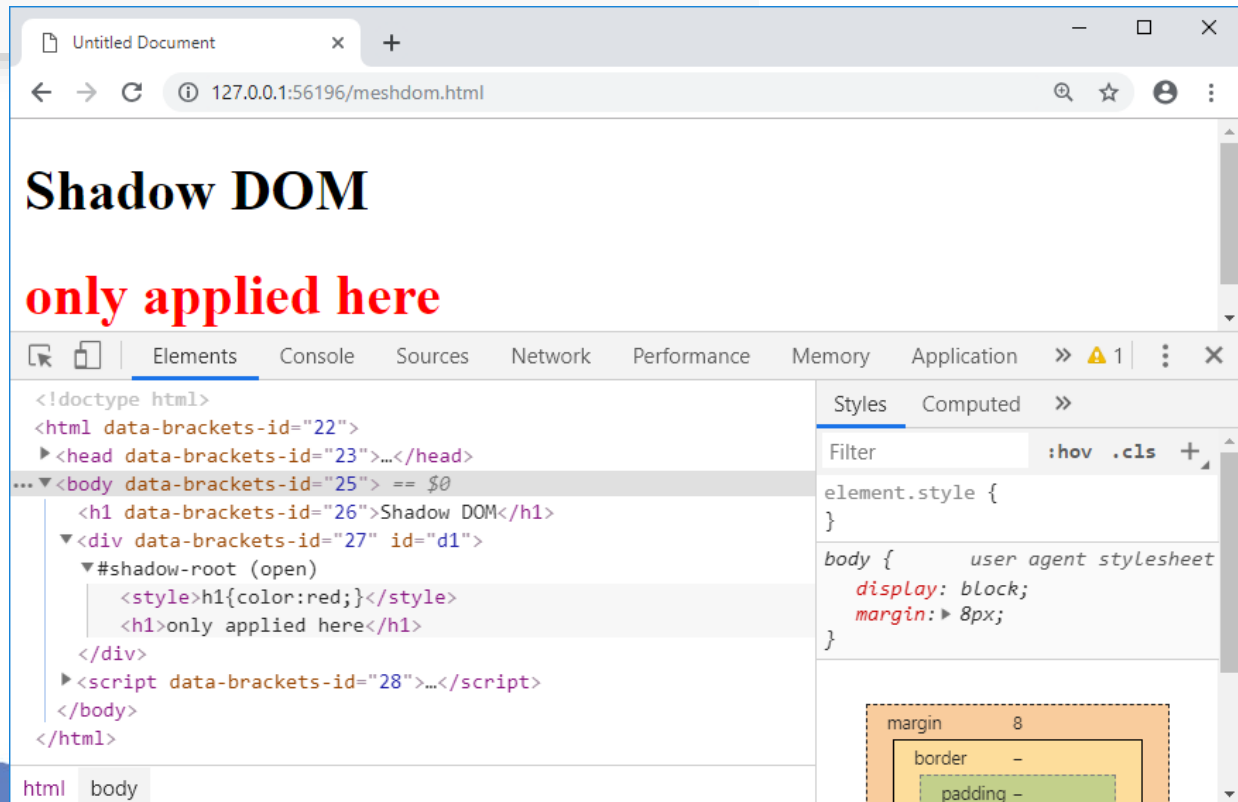 Untitled Document
127.0.0.1:56196/meshdom.html
Shadow DOM
only applied here
Elements Console Sources Network Performance Memory Application » 1
<!doctype html>
<html data-brackets-id="22">
<head data-brackets-id="23">…</head>
<body data-brackets-id="25"> == $0
<h1 data-brackets-id="26">Shadow DOM</h1>
<div data-brackets-id="27" id="d1">
#shadow-root (open)
<style>h1{color:red;}</style>
<h1>only applied here</h1>
</div>
<script data-brackets-id="28">…</script>
</body>
</html>
html body
Styles Computed »
Filter :hov .cls +
element.style {
}
body { user agent stylesheet
display: block;
margin: 8px;
}
margin 8
border –
padding –